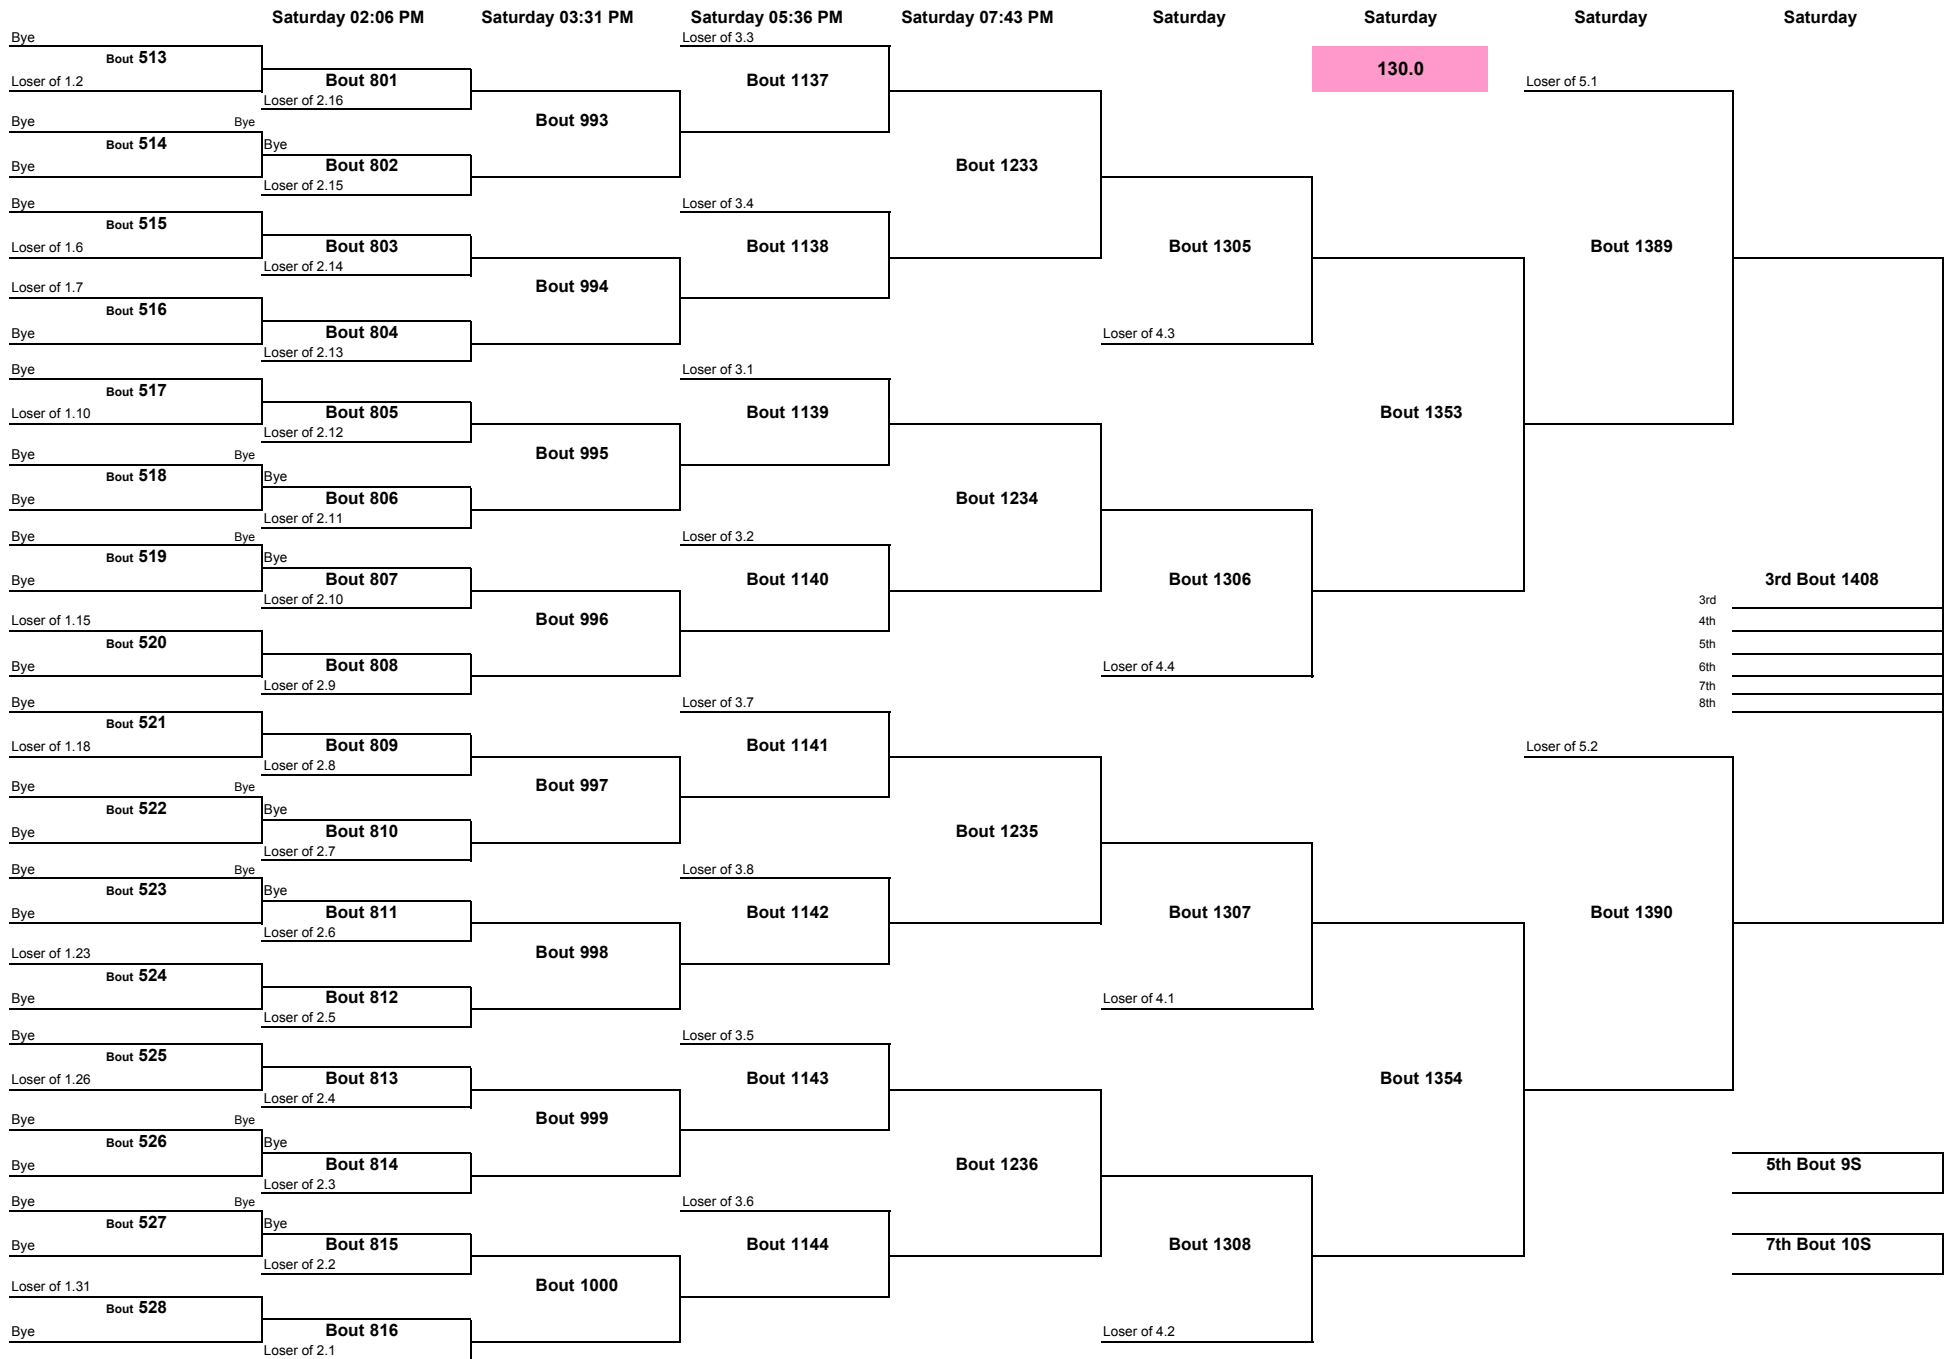 Saturday 02:06 PM Saturday 03:31 PM Saturday 05:36 PM Saturday 07:43 PM Saturday Saturday Saturday Saturday
Bye Loser of 3.3
Bout 513 130.0
Loser of 1.2 Bout 801 Bout 1137 Loser of 5.1
Loser of 2.16
Bye Bye Bout 993
Bout 514 Bye
Bye Bout 802 Bout 1233
Loser of 2.15
Bye Loser of 3.4
Bout 515
Loser of 1.6 Bout 803 Bout 1138 Bout 1305 Bout 1389
Loser of 2.14
Loser of 1.7 Bout 994
Bout 516
Bye Bout 804 Loser of 4.3
Loser of 2.13
Bye Loser of 3.1
Bout 517
Loser of 1.10 Bout 805 Bout 1139 Bout 1353
Loser of 2.12
Bye Bye Bout 995
Bout 518 Bye
Bye Bout 806 Bout 1234
Loser of 2.11
Bye Bye Loser of 3.2
Bout 519 Bye
Bye Bout 807 Bout 1140 Bout 1306 3rd Bout 1408
Loser of 2.10 3rd
Loser of 1.15 Bout 996 4th
Bout 520 5th
Bye Bout 808 Loser of 4.4 6th
Loser of 2.9 7th
Bye Loser of 3.7 8th
Bout 521
Loser of 1.18 Bout 809 Bout 1141 Loser of 5.2
Loser of 2.8
Bye Bye Bout 997
Bout 522 Bye
Bye Bout 810 Bout 1235
Loser of 2.7
Bye Bye Loser of 3.8
Bout 523 Bye
Bye Bout 811 Bout 1142 Bout 1307 Bout 1390
Loser of 2.6
Loser of 1.23 Bout 998
Bout 524
Bye Bout 812 Loser of 4.1
Loser of 2.5
Bye Loser of 3.5
Bout 525
Loser of 1.26 Bout 813 Bout 1143 Bout 1354
Loser of 2.4
Bye Bye Bout 999
Bout 526 Bye
Bye Bout 814 Bout 1236 5th Bout 9S
Loser of 2.3
Bye Bye Loser of 3.6
Bout 527 Bye
Bye Bout 815 Bout 1144 Bout 1308 7th Bout 10S
Loser of 2.2
Loser of 1.31 Bout 1000
Bout 528
Bye Bout 816 Loser of 4.2
Loser of 2.1